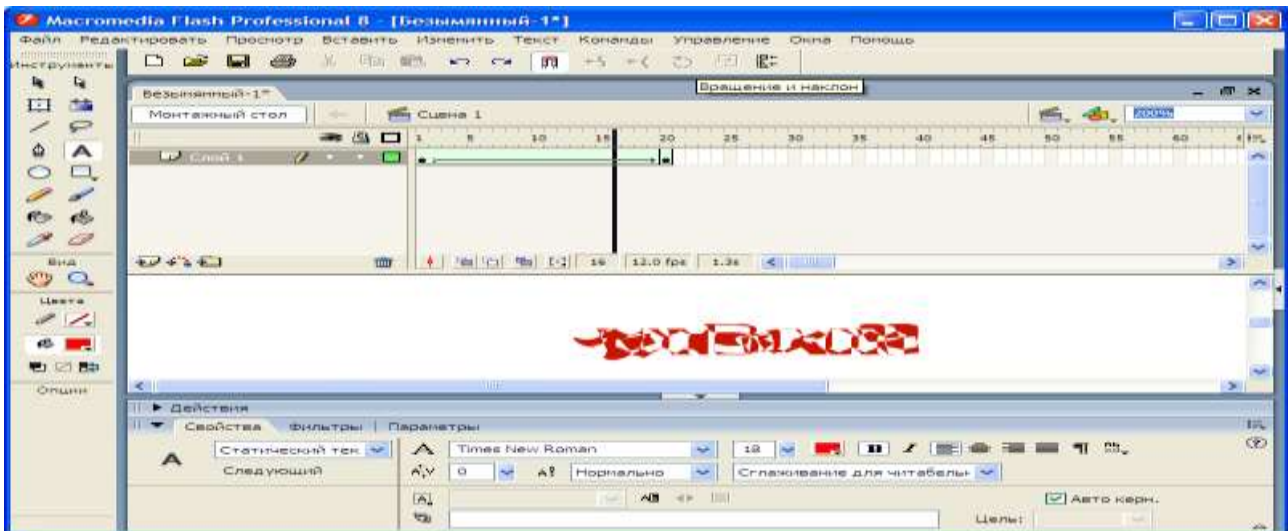 Macromedia Flash Professional 8 - [Безымянный-1*]
Файл Редактировать Просмотр Вставить Изменить Текст Команды Управление Окна Помощь
Инструменты
Безымянный-1*
Вращение и наклон
Монтажный стол
Сцена 1
200%
1 5 10 15 20 25 30 35 40 45 50 55 60
Слой 1
Вид
16 12.0 fps 1.3s
Цвета
Опции
Действия
Свойства Фильтры Параметры
Статический тек
A Times New Roman 18
Следующий
A,V 0 Нормально Сглаживание для читабельн
Авто керн.
Цель: